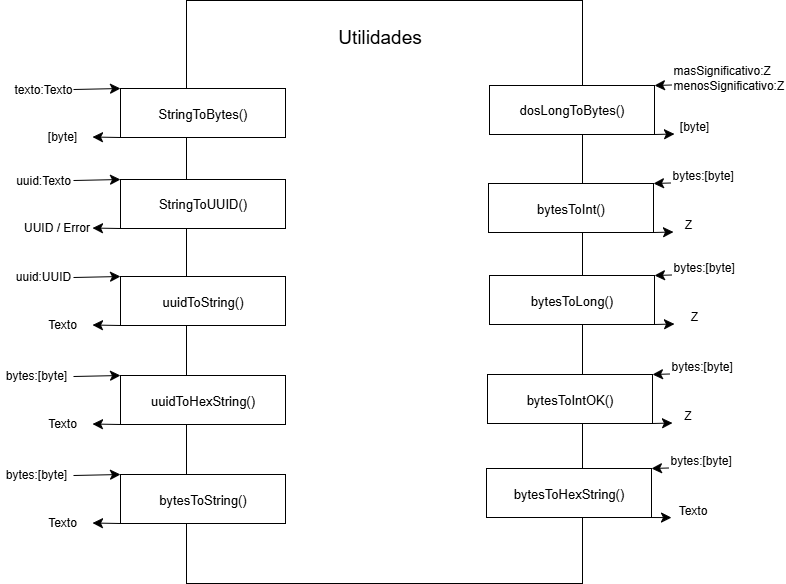 Utilidades
texto:Texto
StringToBytes()
[byte]
uuid:Texto
StringToUUID()
UUID / Error
uuid:UUID
uuidToString()
Texto
bytes:[byte]
uuidToHexString()
Texto
bytes:[byte]
bytesToString()
Texto
masSignificativo:Z
menosSignificativo:Z
dosLongToBytes()
[byte]
bytes:[byte]
bytesToInt()
Z
bytes:[byte]
bytesToLong()
Z
bytes:[byte]
bytesToIntOK()
Z
bytes:[byte]
bytesToHexString()
Texto